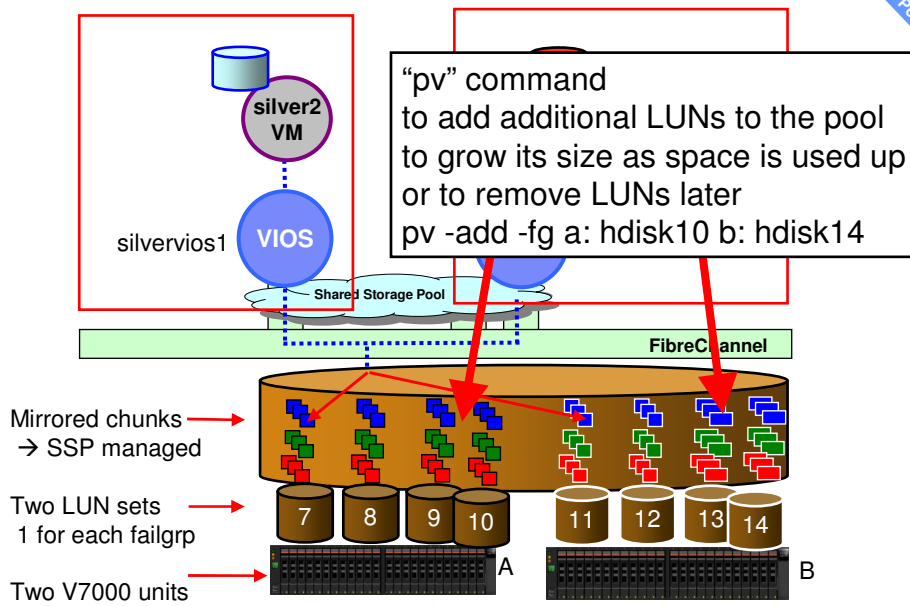 silver2
VM
silvervios1
VIOS
"pv" command
to add additional LUNs to the pool
to grow its size as space is used up
or to remove LUNs later
pv -add -fg a: hdisk10 b: hdisk14
Shared Storage Pool
FibreChannel
Mirrored chunks
→ SSP managed
Two LUN sets
1 for each failgrp
7
8
9
10
11
12
13
14
Two V7000 units
A
B